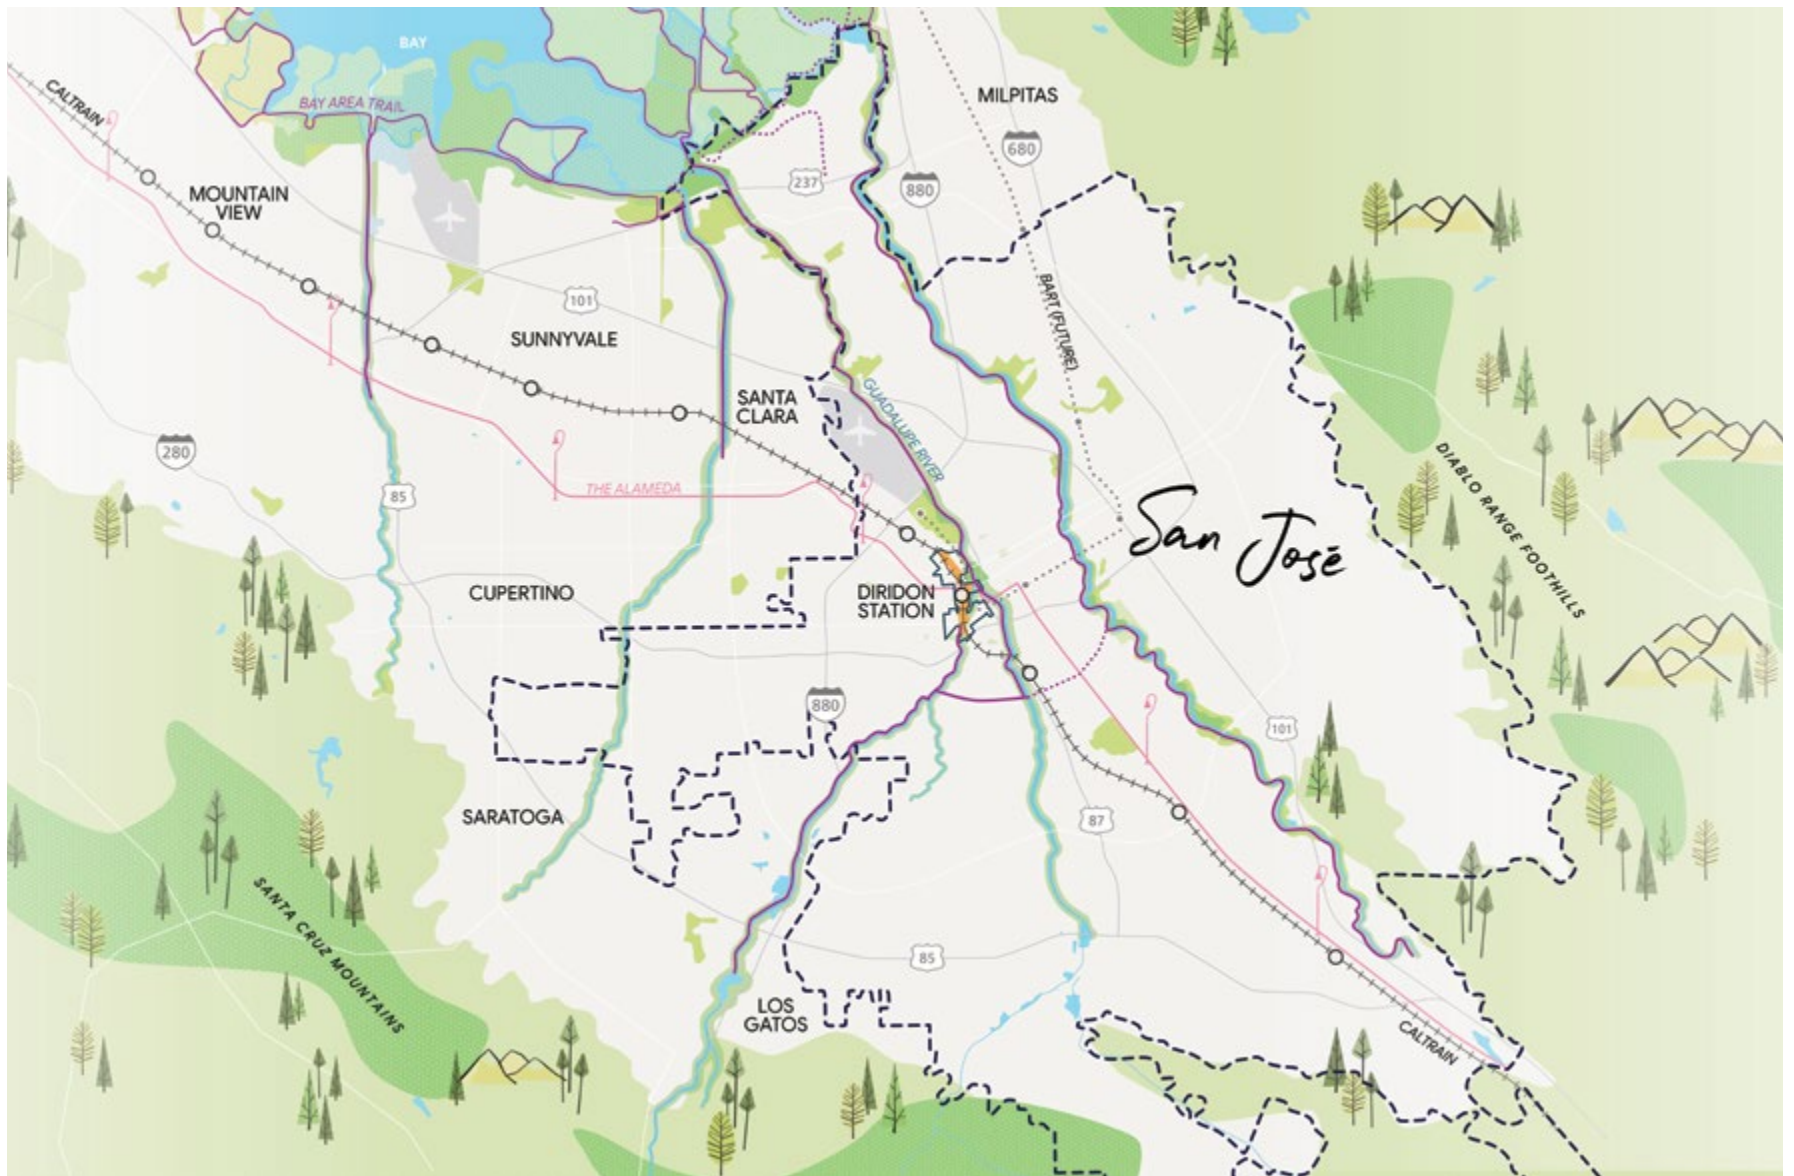 BAY
CALTRAIN
BAY AREA TRAIL
MILPITAS
680
237
880
MOUNTAIN
VIEW
BART (FUTURE)
101
SUNNYVALE
SANTA
CLARA
GUADALUPE RIVER
280
85
THE ALAMEDA
San José
DIABLO RANGE FOOTHILLS
CUPERTINO
DIRIDON
STATION
880
101
SARATOGA
87
SANTA CRUZ MOUNTAINS
85
LOS
GATOS
CALTRAIN